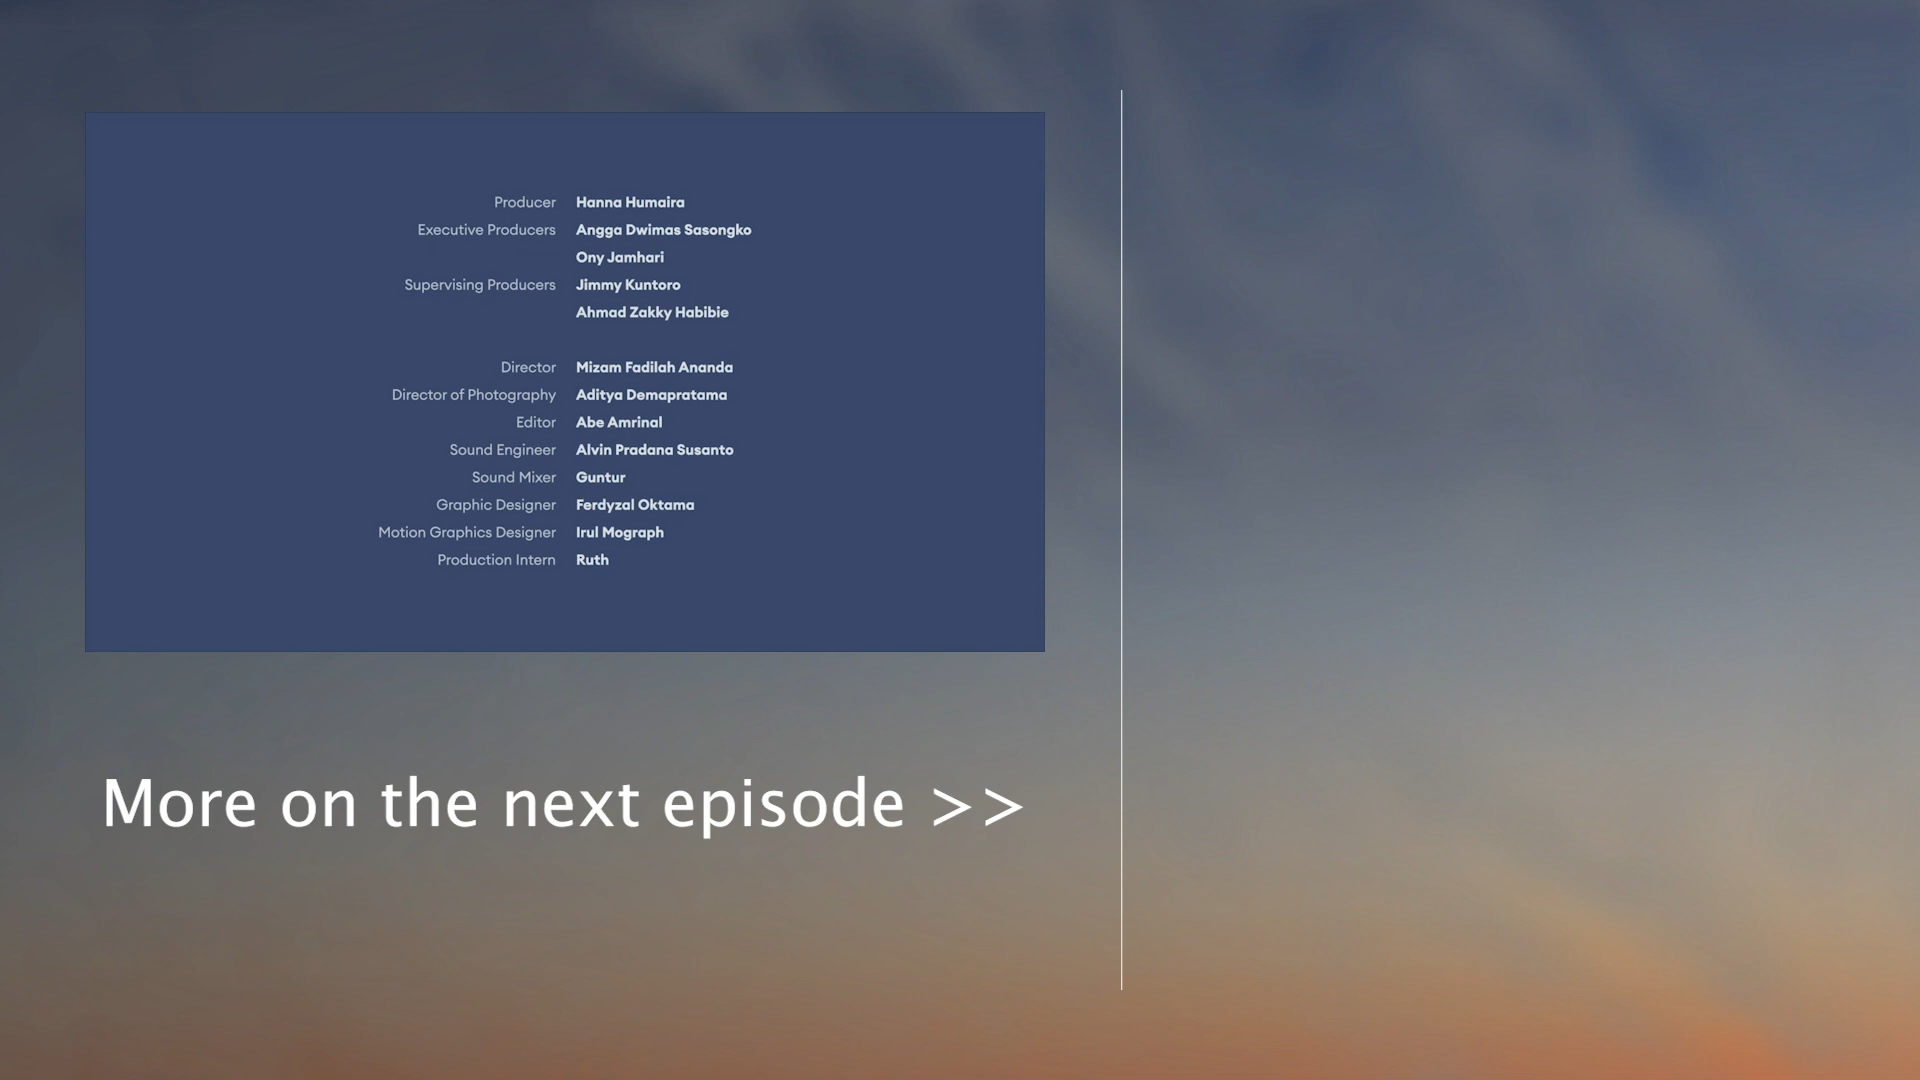 Producer Hanna Humaira
Executive Producers Angga Dwimas Sasongko
Ony Jamhari
Supervising Producers Jimmy Kuntoro
Ahmad Zakky Habibie
Director Mizam Fadilah Ananda
Director of Photography Aditya Demapratama
Editor Abe Amrinal
Sound Engineer Alvin Pradana Susanto
Sound Mixer Guntur
Graphic Designer Ferdyzal Oktama
Motion Graphics Designer Irul Mograph
Production Intern Ruth
More on the next episode >>